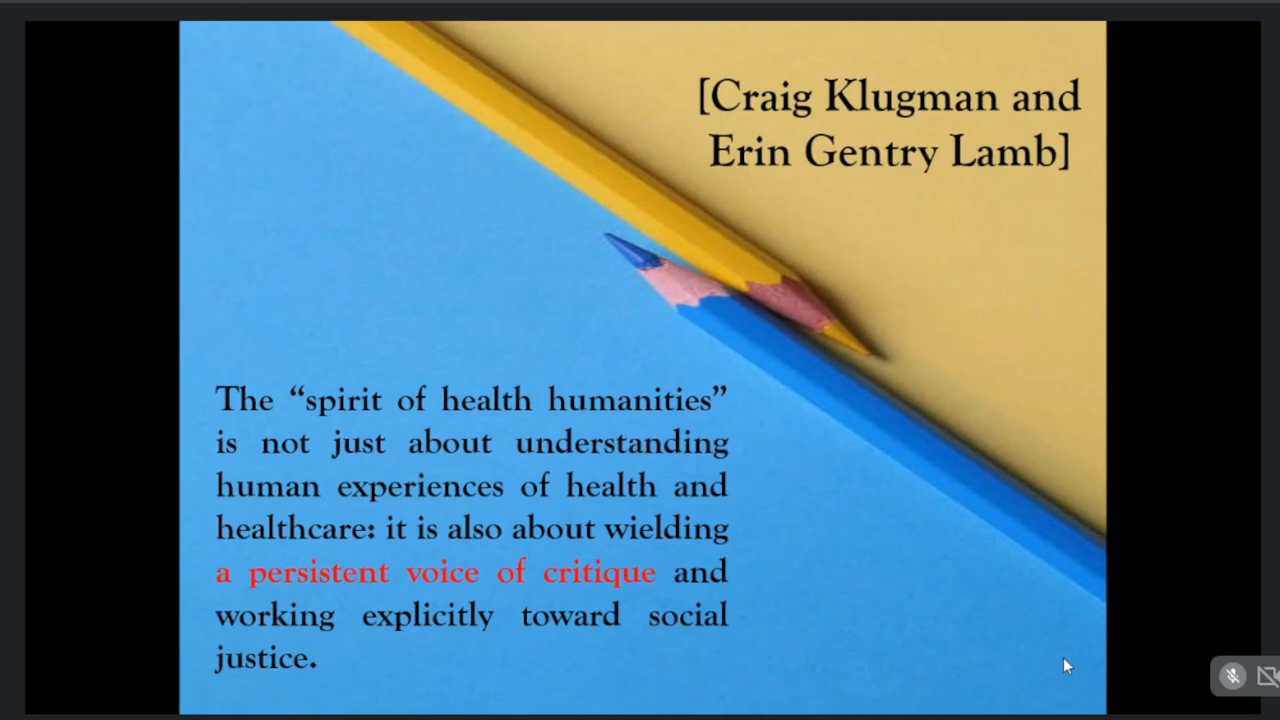 [Craig Klugman and
Erin Gentry Lamb]
The “spirit of health humanities”
is not just about understanding
human experiences of health and
healthcare: it is also about wielding
a persistent voice of critique and
working explicitly toward social
justice.